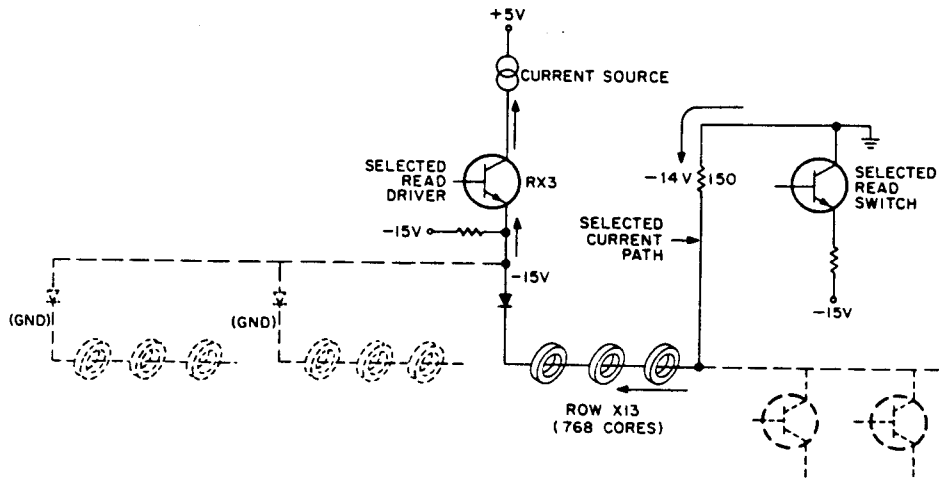 +5V
CURRENT SOURCE
SELECTED
READ
DRIVER
RX3
-15V
-15V
-14V
150
SELECTED
CURRENT
PATH
SELECTED
READ
SWITCH
-15V
(GND)
(GND)
ROW X13
(768 CORES)